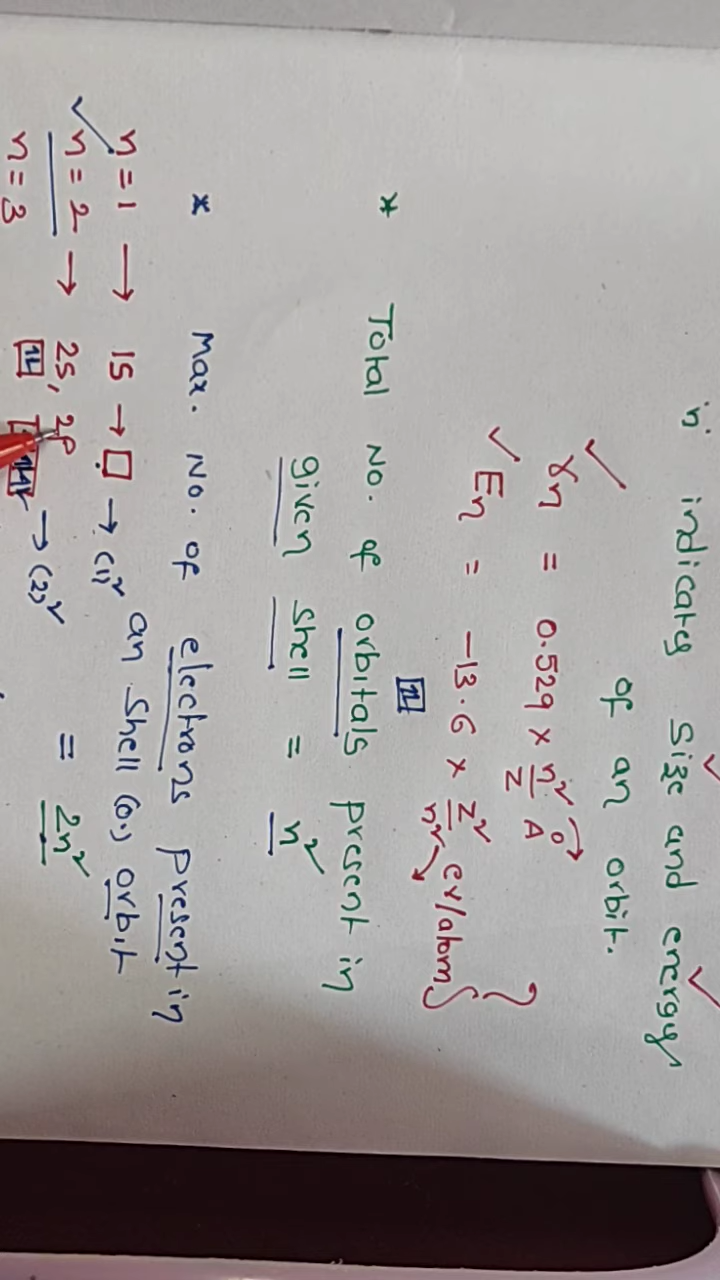 'n' indicates size and energy
of an orbit.
rn = 0.529 × n²/Z A°
En = -13.6 × Z²/n² eV/atom }
* Total No. of orbitals present in
given shell = n²
* Max. No. of electrons present in
an shell (or) orbit
= 2n²
n = 1 → 1s → □ → (1)²
n = 2 → 2s, 2p
→ (2)²
n = 3